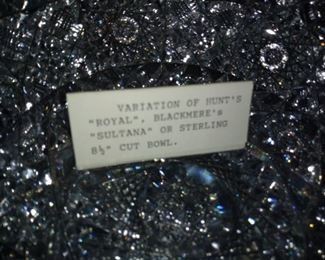 VARIATION OF HUNT'S
"ROYAL", BLACKMERE's
"SULTANA" OR STERLING
8½" CUT BOWL.